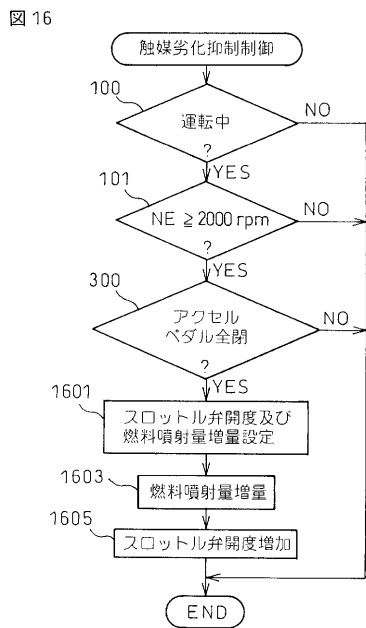 図16
触媒劣化抑制制御
100
運転中
?
NO
YES
101
NE ≧ 2000 rpm
?
NO
YES
300
アクセル
ペダル全閉
?
NO
YES
1601
スロットル弁開度及び
燃料噴射量増量設定
1603
燃料噴射量増量
1605
スロットル弁開度増加
END